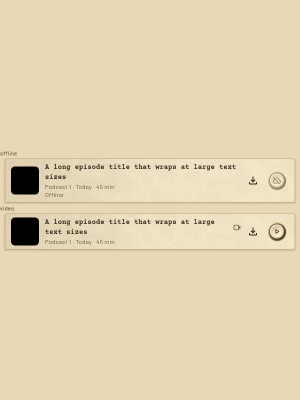 offline
A long episode title that wraps at large text
sizes
Podcast 1 · Today · 45 min
Offline
video
A long episode title that wraps at large
text sizes
Podcast 1 · Today · 45 min